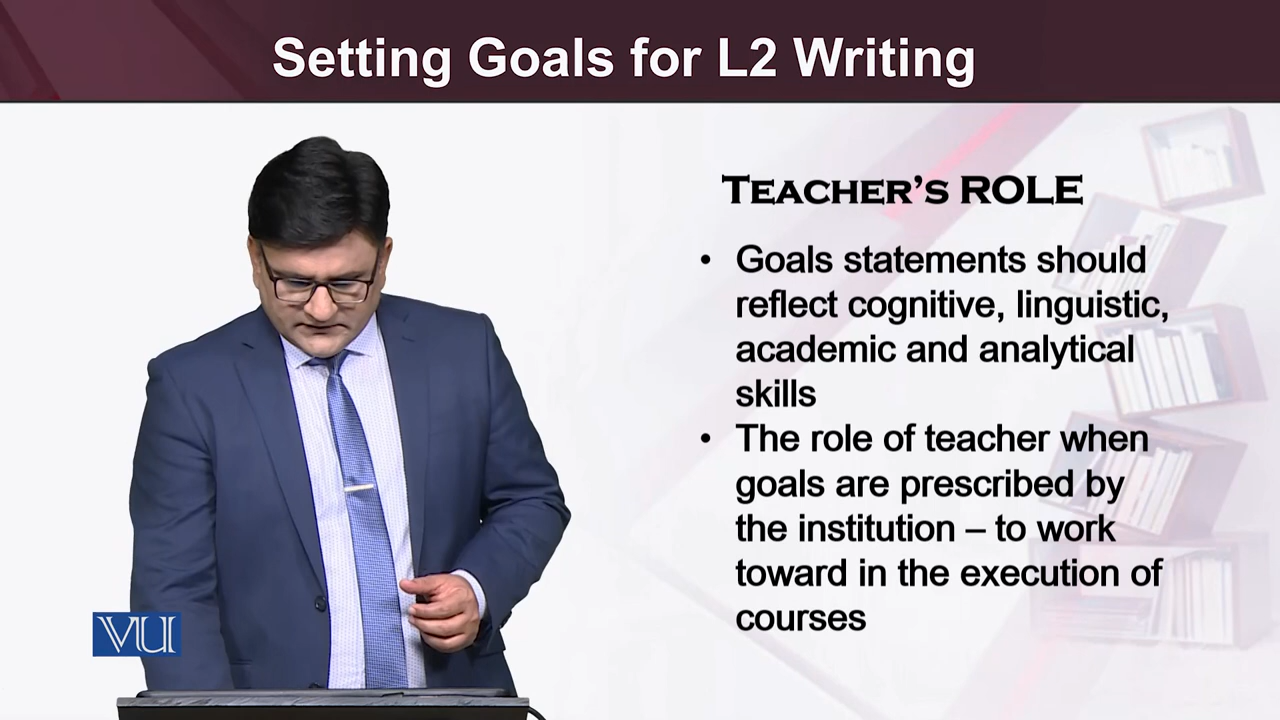 Setting Goals for L2 Writing
TEACHER'S ROLE
• Goals statements should
reflect cognitive, linguistic,
academic and analytical
skills
• The role of teacher when
goals are prescribed by
the institution – to work
toward in the execution of
courses
VU